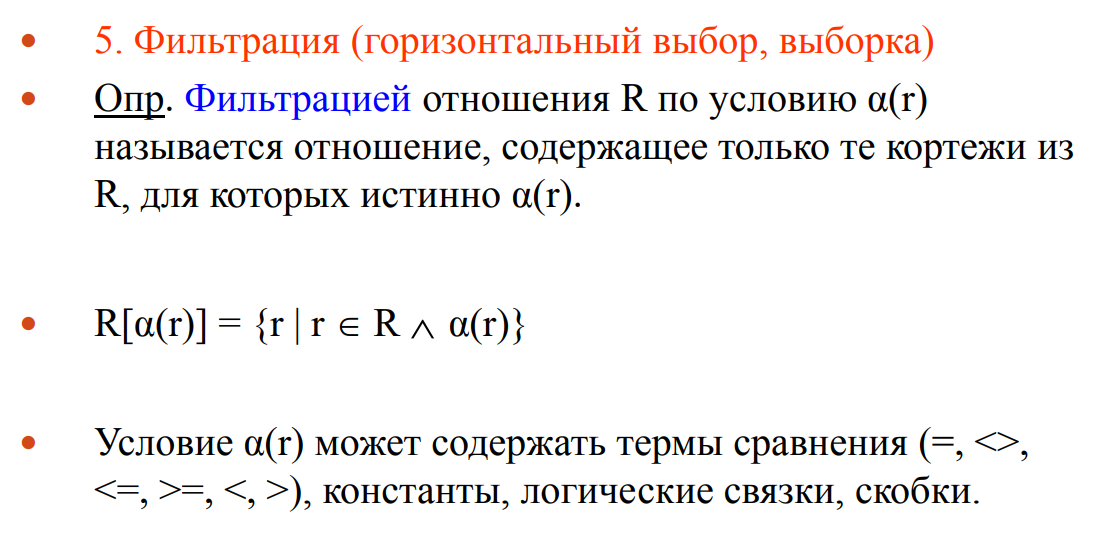 • 5. Фильтрация (горизонтальный выбор, выборка)
• Опр. Фильтрацией отношения R по условию α(r)
называется отношение, содержащее только те кортежи из
R, для которых истинно α(r).
• R[α(r)] = {r | r ∈ R ∧ α(r)}
• Условие α(r) может содержать термы сравнения (=, <>,
<=, >=, <, >), константы, логические связки, скобки.